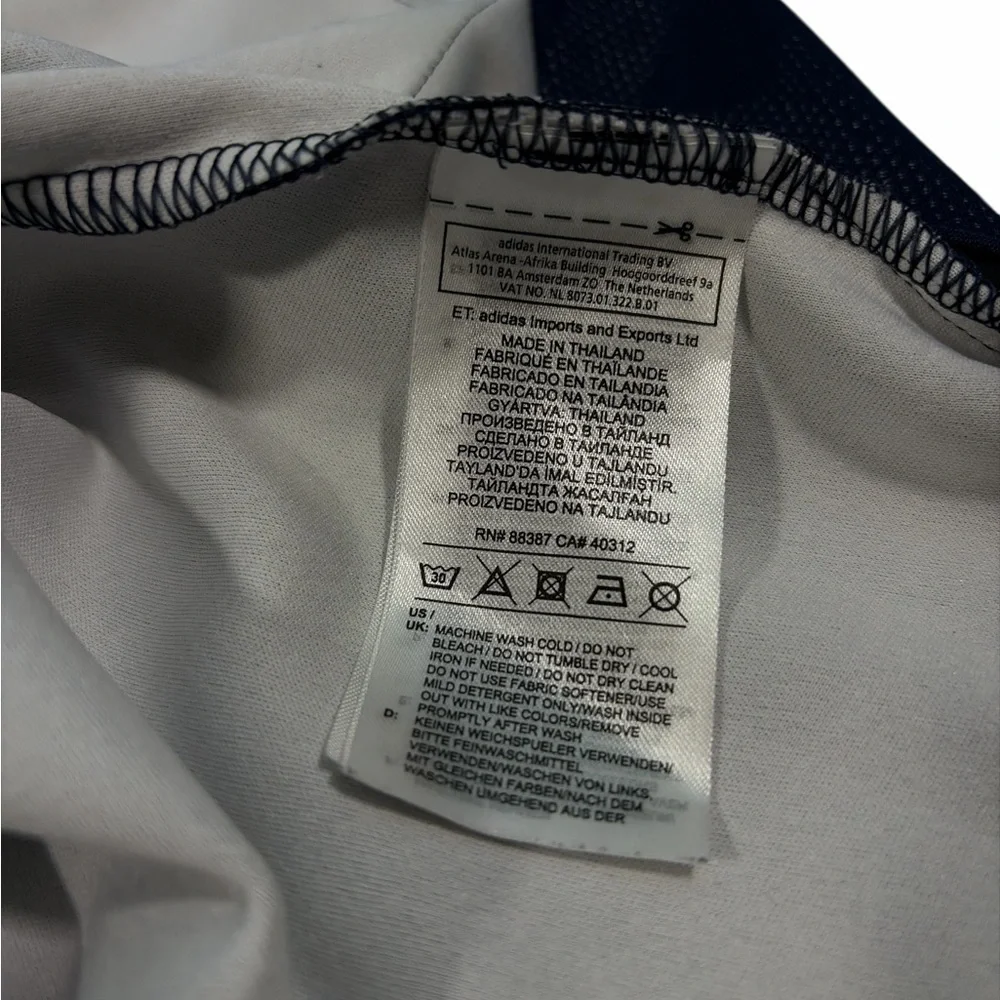 adidas International Trading BV.
Atlas Arena -Afrika Building Hoogoorddreef 9a
1101 BA Amsterdam ZO The Netherlands
VAT NO. NL 8073.01.322.B.01
ET: adidas Imports and Exports Ltd
MADE IN THAILAND
FABRIQUÉ EN THAÏLANDE
FABRICADO EN TAILANDIA
FABRICADO NA TAILÂNDIA
GYÁRTVA: THAILAND
ПРОИЗВЕДЕНО В ТАЙЛАНД
СДЕЛАНО В ТАИЛАНДЕ
PROIZVEDENO U TAJLANDU
TAYLAND'DA İMAL EDİLMİŞTİR.
ТАЙЛАНДТА ЖАСАЛҒАН
PROIZVEDENO NA TAJLANDU
RN# 88387 CA# 40312
30
US /
UK: MACHINE WASH COLD / DO NOT
BLEACH / DO NOT TUMBLE DRY / COOL
IRON IF NEEDED / DO NOT DRY CLEAN
DO NOT USE FABRIC SOFTENER/USE
MILD DETERGENT ONLY/WASH INSIDE
OUT WITH LIKE COLORS/REMOVE
PROMPTLY AFTER WASH
D: KEINEN WEICHSPUELER VERWENDEN/
BITTE FEINWASCHMITTEL
VERWENDEN/WASCHEN VON LINKS,
MIT GLEICHEN FARBEN/NACH DEM
WASCHEN UMGEHEND AUS DER